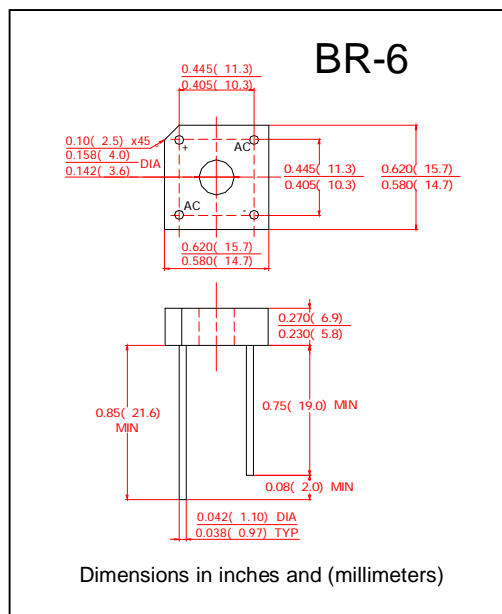 BR-6
0.445( 11.3)
0.405( 10.3)
0.10( 2.5) x45
0.158( 4.0)
0.142( 3.6)
DIA
+
AC
AC
-
0.445( 11.3)
0.405( 10.3)
0.620( 15.7)
0.580( 14.7)
0.620( 15.7)
0.580( 14.7)
0.270( 6.9)
0.230( 5.8)
0.85( 21.6)
MIN
0.75( 19.0) MIN
0.08( 2.0) MIN
0.042( 1.10) DIA
0.038( 0.97) TYP
Dimensions in inches and (millimeters)